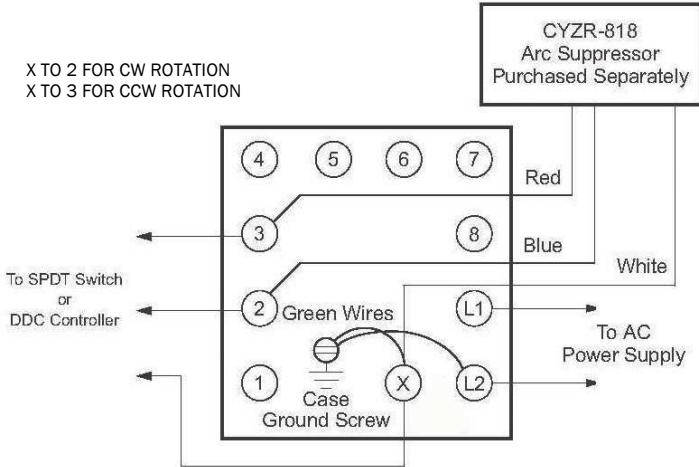 CYZR-818
Arc Suppressor
Purchased Separately
X TO 2 FOR CW ROTATION
X TO 3 FOR CCW ROTATION
4
5
6
7
Red
3
8
Blue
White
To SPDT Switch
or
DDC Controller
2
Green Wires
L1
To AC
Power Supply
1
X
L2
Case
Ground Screw